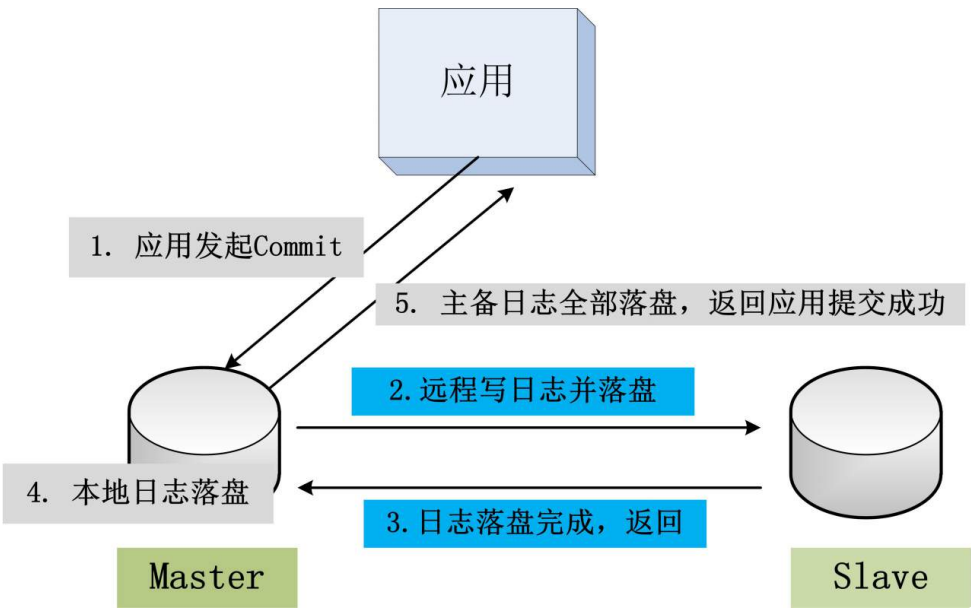 应用
1. 应用发起Commit
5. 主备日志全部落盘，返回应用提交成功
2.远程写日志并落盘
4. 本地日志落盘
3.日志落盘完成，返回
Master
Slave